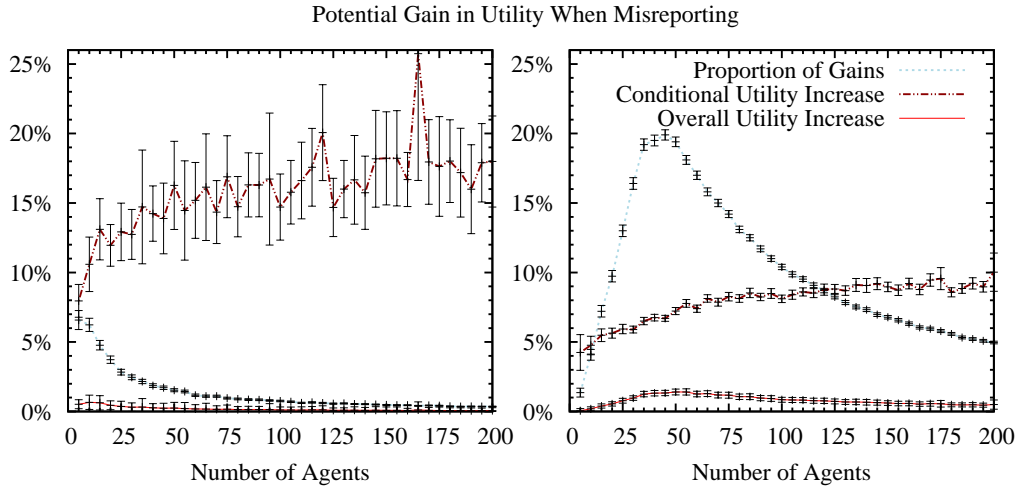 Potential Gain in Utility When Misreporting
25%
20%
15%
10%
5%
0%
0 25 50 75 100 125 150 175 200
Number of Agents
Proportion of Gains
Conditional Utility Increase
Overall Utility Increase
25%
20%
15%
10%
5%
0%
0 25 50 75 100 125 150 175 200
Number of Agents